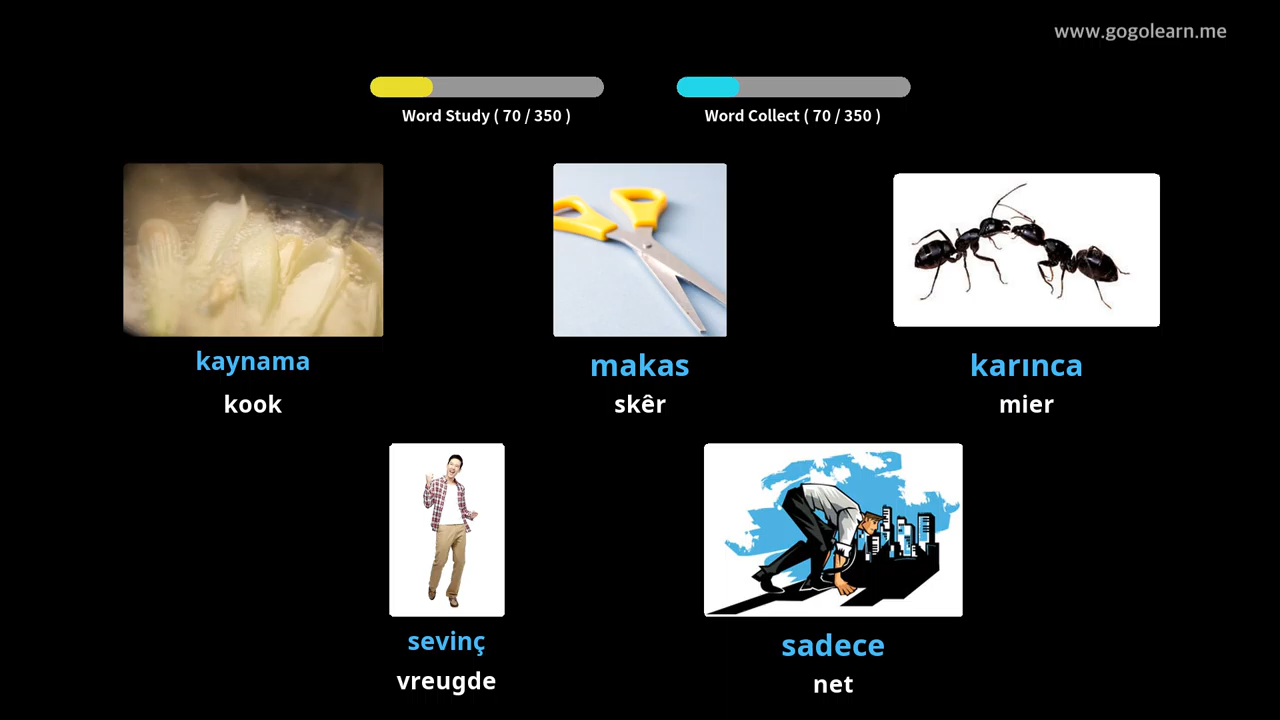 www.gogolearn.me
Word Study ( 70 / 350 )
Word Collect ( 70 / 350 )
kaynama
kook
makas
skêr
karınca
mier
sevinç
vreugde
sadece
net